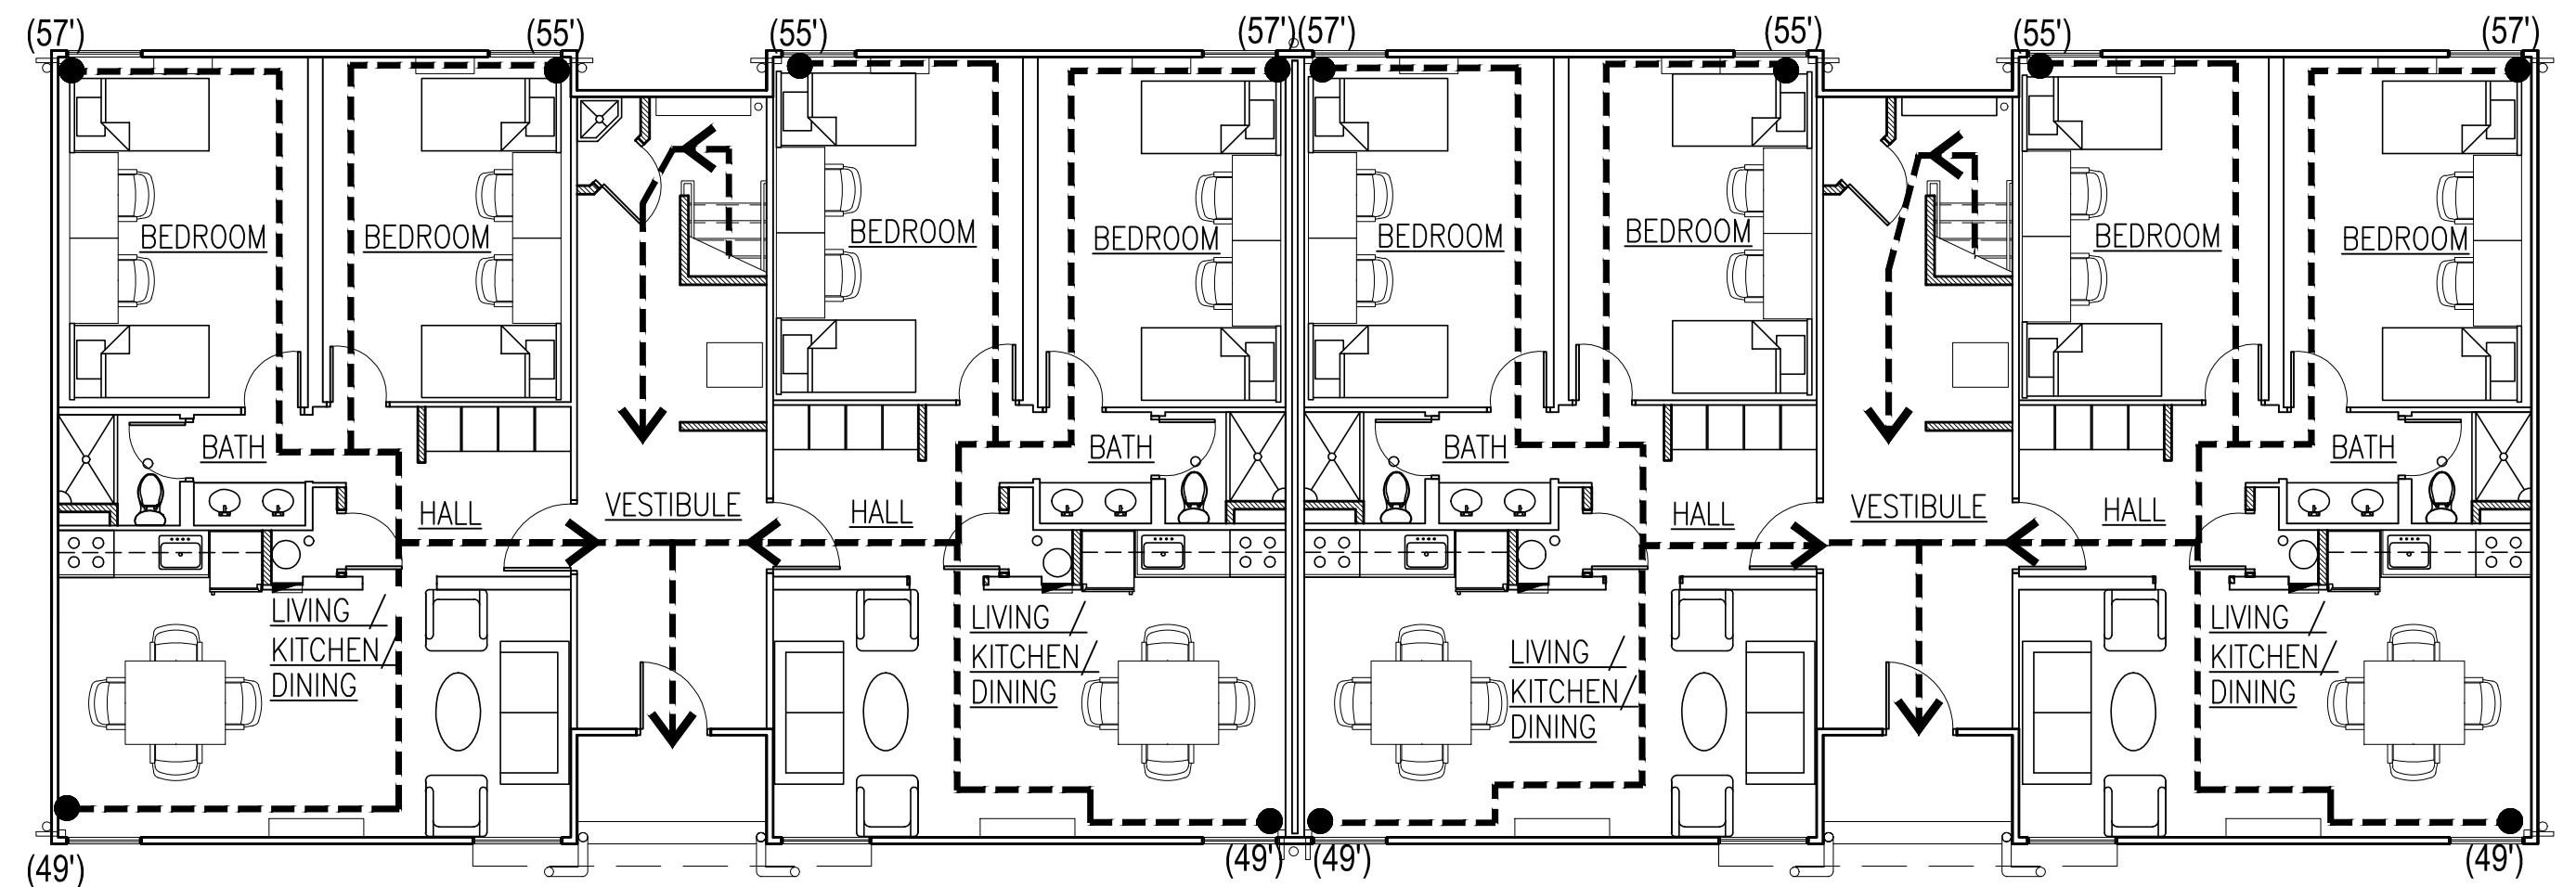 (57') (55') (55') (57') (57') (55') (55') (57')
BEDROOM BEDROOM BEDROOM BEDROOM BEDROOM BEDROOM BEDROOM BEDROOM
BATH BATH BATH BATH
HALL VESTIBULE HALL HALL VESTIBULE HALL
LIVING /
KITCHEN/
DINING
LIVING /
KITCHEN/
DINING
LIVING /
KITCHEN/
DINING
LIVING /
KITCHEN/
DINING
(49') (49') (49') (49')